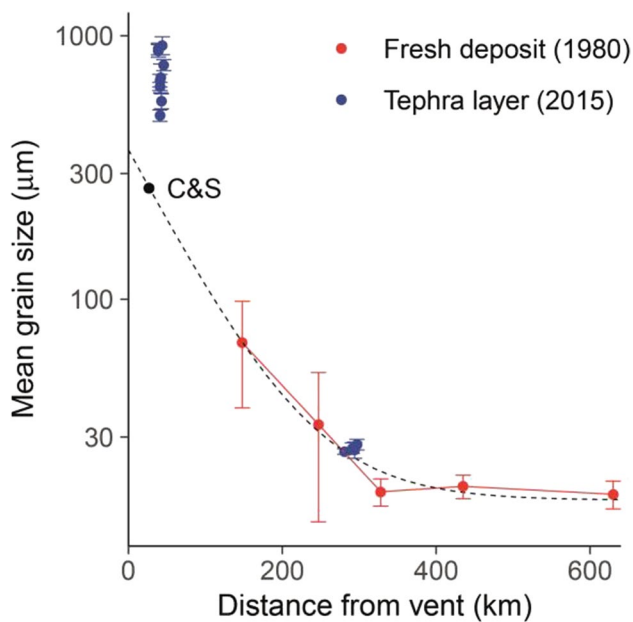 1000
300
100
30
Mean grain size (μm)
Fresh deposit (1980)
Tephra layer (2015)
C&S
0 200 400 600
Distance from vent (km)